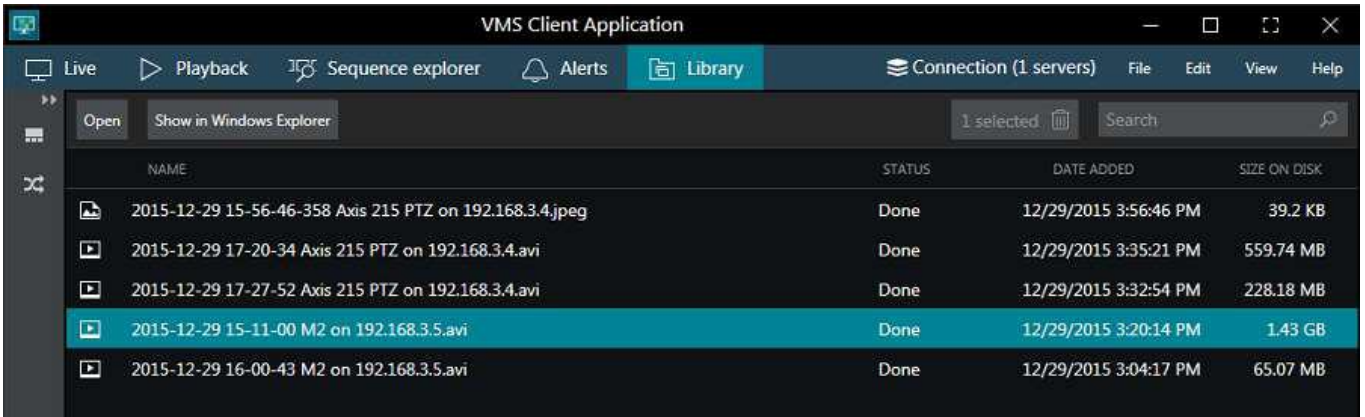 VMS Client Application
Live Playback Sequence explorer Alerts Library Connection (1 servers) File Edit View Help
Open Show in Windows Explorer 1 selected Search
NAME STATUS DATE ADDED SIZE ON DISK
2015-12-29 15-56-46-358 Axis 215 PTZ on 192.168.3.4.jpeg Done 12/29/2015 3:56:46 PM 39.2 KB
2015-12-29 17-20-34 Axis 215 PTZ on 192.168.3.4.avi Done 12/29/2015 3:35:21 PM 559.74 MB
2015-12-29 17-27-52 Axis 215 PTZ on 192.168.3.4.avi Done 12/29/2015 3:32:54 PM 228.18 MB
2015-12-29 15-11-00 M2 on 192.168.3.5.avi Done 12/29/2015 3:20:14 PM 1.43 GB
2015-12-29 16-00-43 M2 on 192.168.3.5.avi Done 12/29/2015 3:04:17 PM 65.07 MB